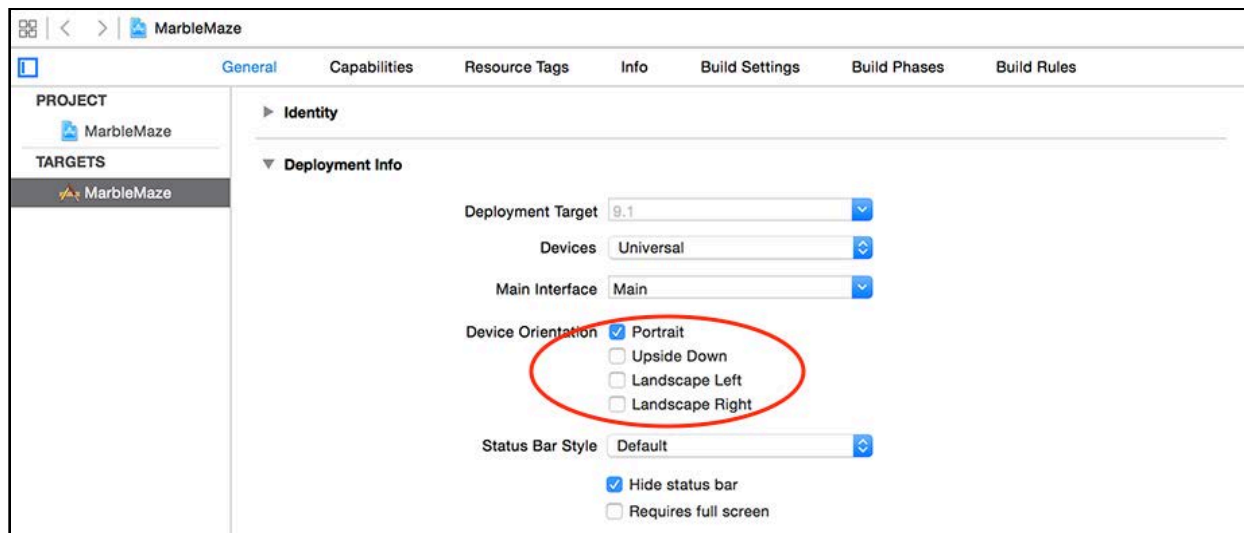 MarbleMaze
General Capabilities Resource Tags Info Build Settings Build Phases Build Rules
PROJECT
MarbleMaze
TARGETS
MarbleMaze
Identity
Deployment Info
Deployment Target 9.1
Devices Universal
Main Interface Main
Device Orientation Portrait
Upside Down
Landscape Left
Landscape Right
Status Bar Style Default
Hide status bar
Requires full screen